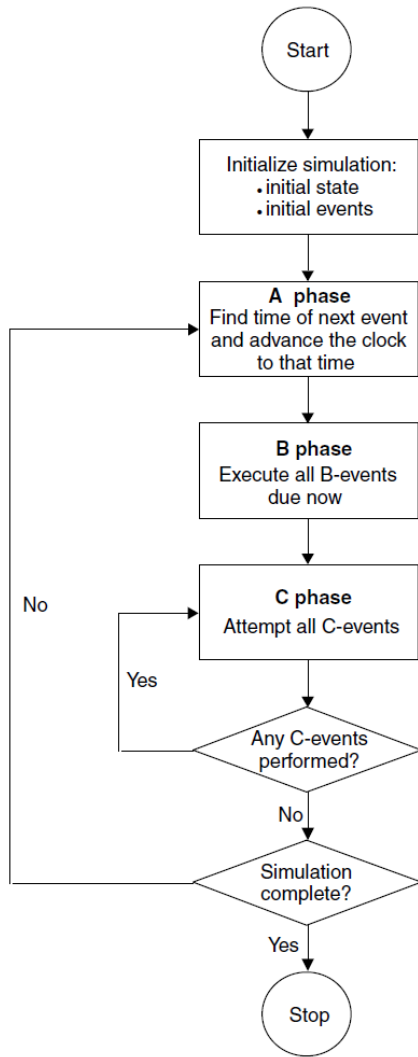 Start
Initialize simulation:
• initial state
• initial events
A phase
Find time of next event
and advance the clock
to that time
B phase
Execute all B-events
due now
C phase
Attempt all C-events
No
Yes
Any C-events
performed?
No
Simulation
complete?
Yes
Stop